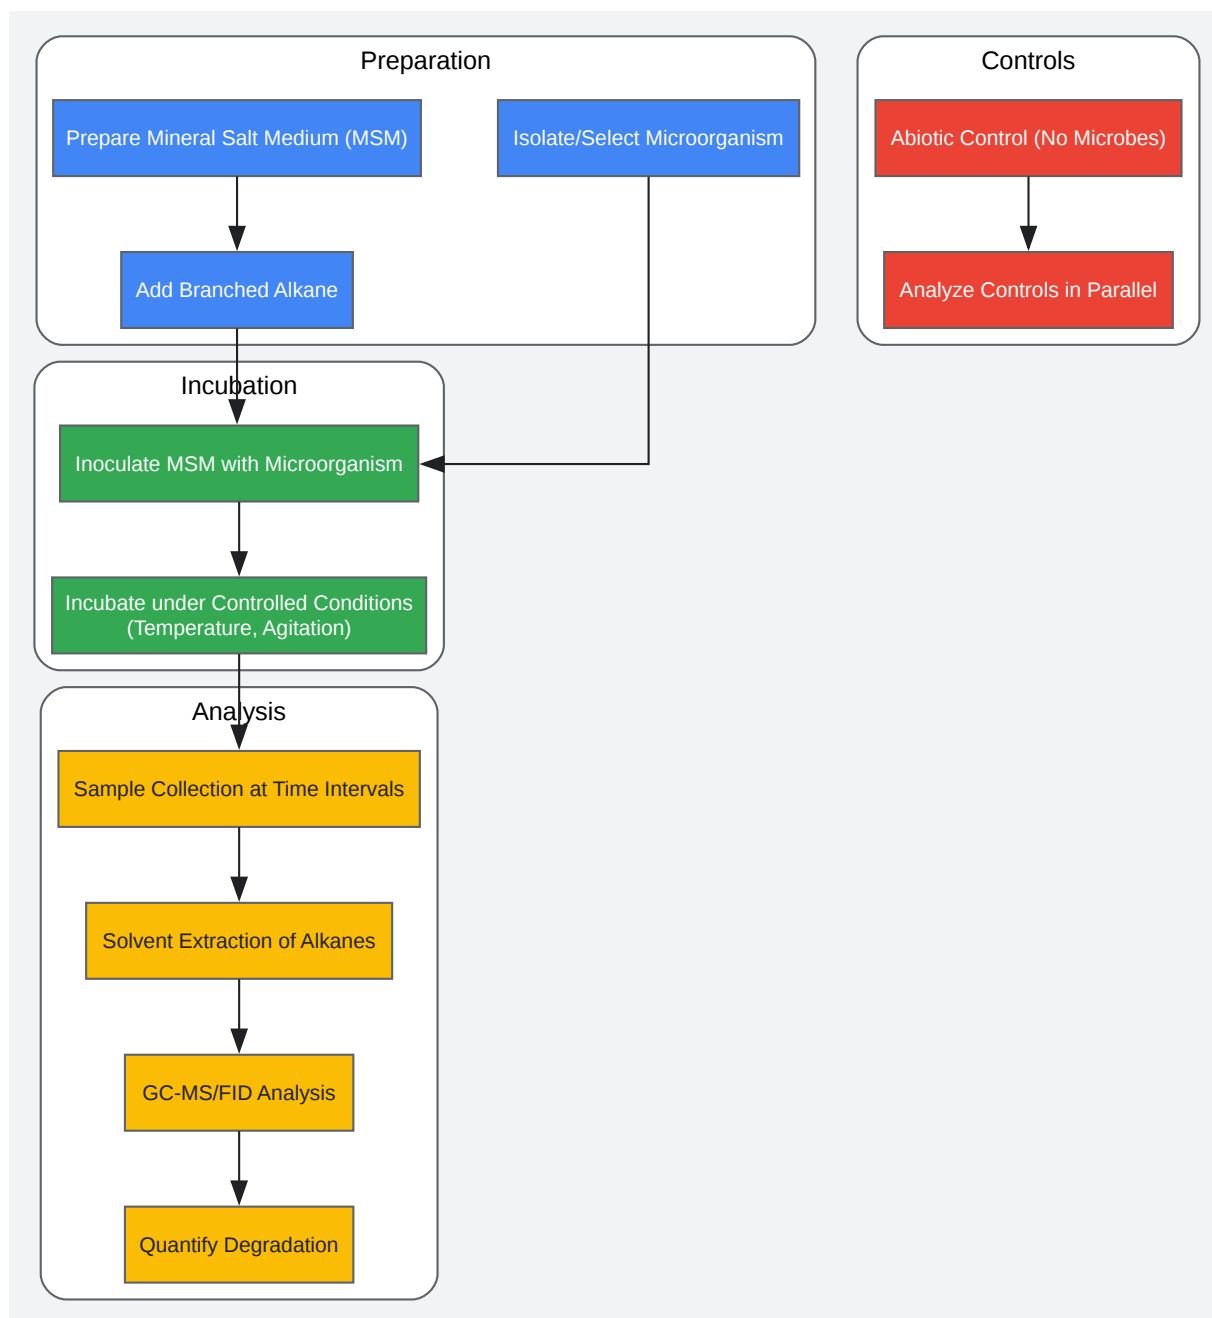 Preparation
Prepare Mineral Salt Medium (MSM)
Isolate/Select Microorganism
Add Branched Alkane
Controls
Abiotic Control (No Microbes)
Analyze Controls in Parallel
Incubation
Inoculate MSM with Microorganism
Incubate under Controlled Conditions
(Temperature, Agitation)
Analysis
Sample Collection at Time Intervals
Solvent Extraction of Alkanes
GC-MS/FID Analysis
Quantify Degradation